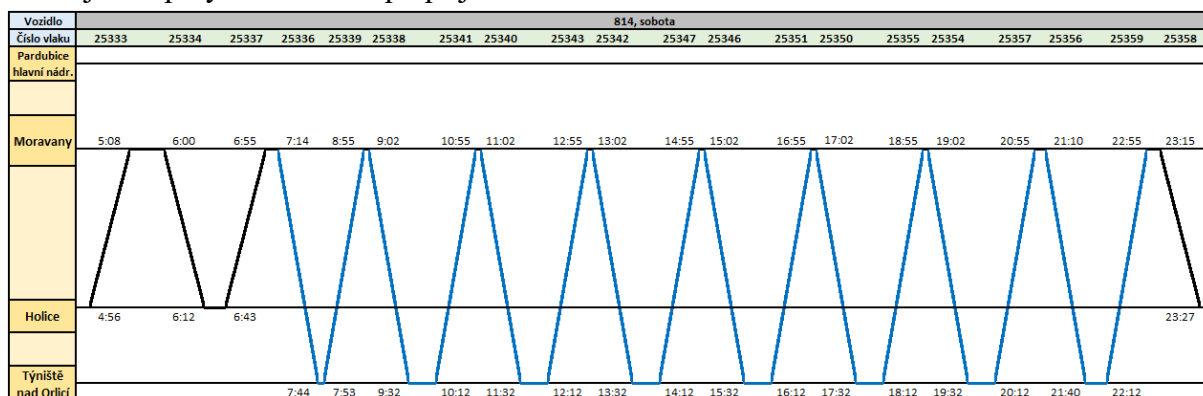 Vozidlo 814, sobota
Číslo vlaku 25333 25334 25337 25336 25339 25338 25341 25340 25343 25342 25347 25346 25351 25350 25355 25354 25357 25356 25359 25358
Pardubice
hlavní nádr.
Moravany 5:08 6:00 6:55 7:14 8:55 9:02 10:55 11:02 12:55 13:02 14:55 15:02 16:55 17:02 18:55 19:02 20:55 21:10 22:55 23:15
Holice 4:56 6:12 6:43 23:27
Týniště
nad Orlicí 7:44 7:53 9:32 10:12 11:32 12:12 13:32 14:12 15:32 16:12 17:32 18:12 19:32 20:12 21:40 22:12